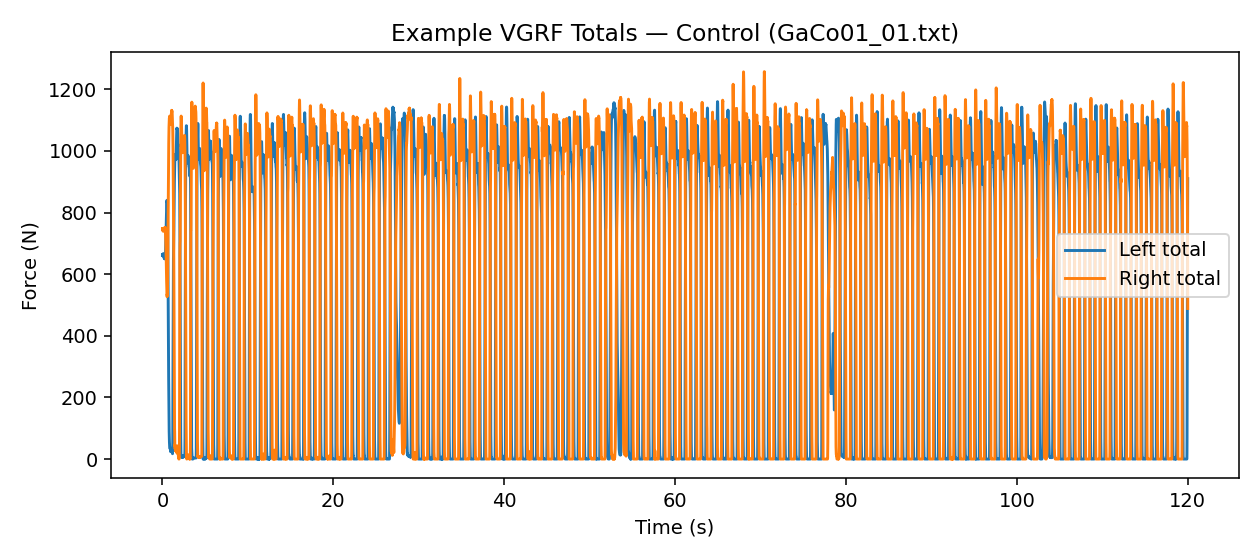 Example VGRF Totals — Control (GaCo01_01.txt)
1200
1000
800
600
400
200
0
Force (N)
Left total
Right total
0 20 40 60 80 100 120
Time (s)